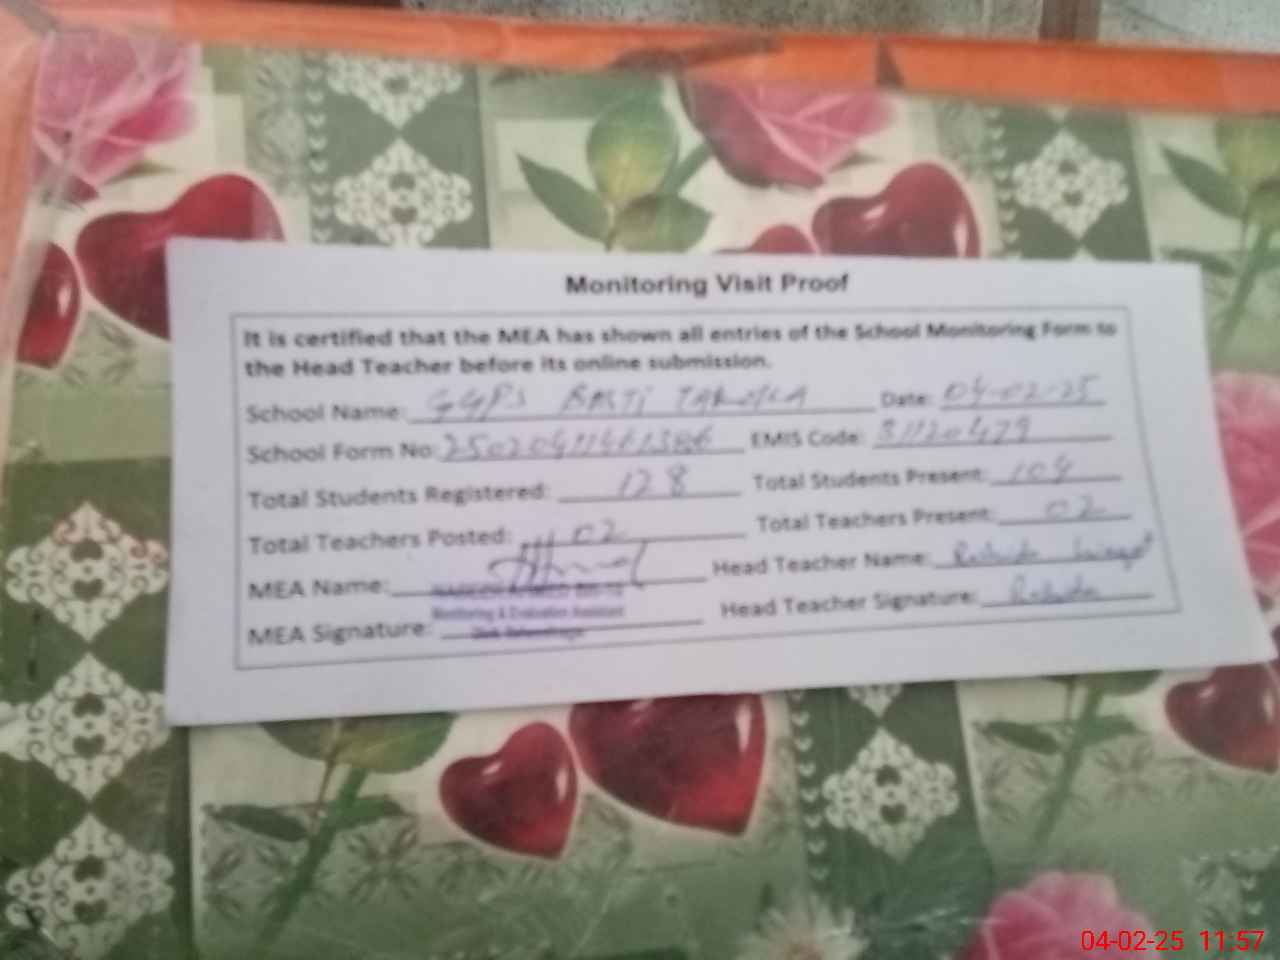 Monitoring Visit Proof
It is certified that the MEA has shown all entries of the School Monitoring Form to
the Head Teacher before its online submission.
School Name: GGPS BASTI Date: 04-02-25
School Form No: EMIS Code: 31120479
Total Students Registered: 128 Total Students Present: 104
Total Teachers Posted: 02 Total Teachers Present: 02
MEA Name: Head Teacher Name:
Monitoring & Evaluation Assistant
MEA Signature: Head Teacher Signature:
04-02-25 11:57